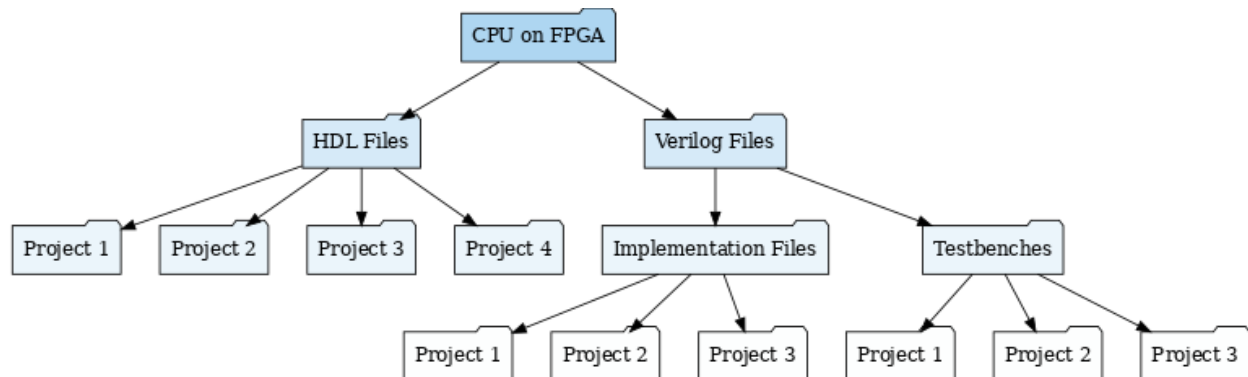 CPU on FPGA
HDL Files
Verilog Files
Project 1
Project 2
Project 3
Project 4
Implementation Files
Testbenches
Project 1
Project 2
Project 3
Project 1
Project 2
Project 3